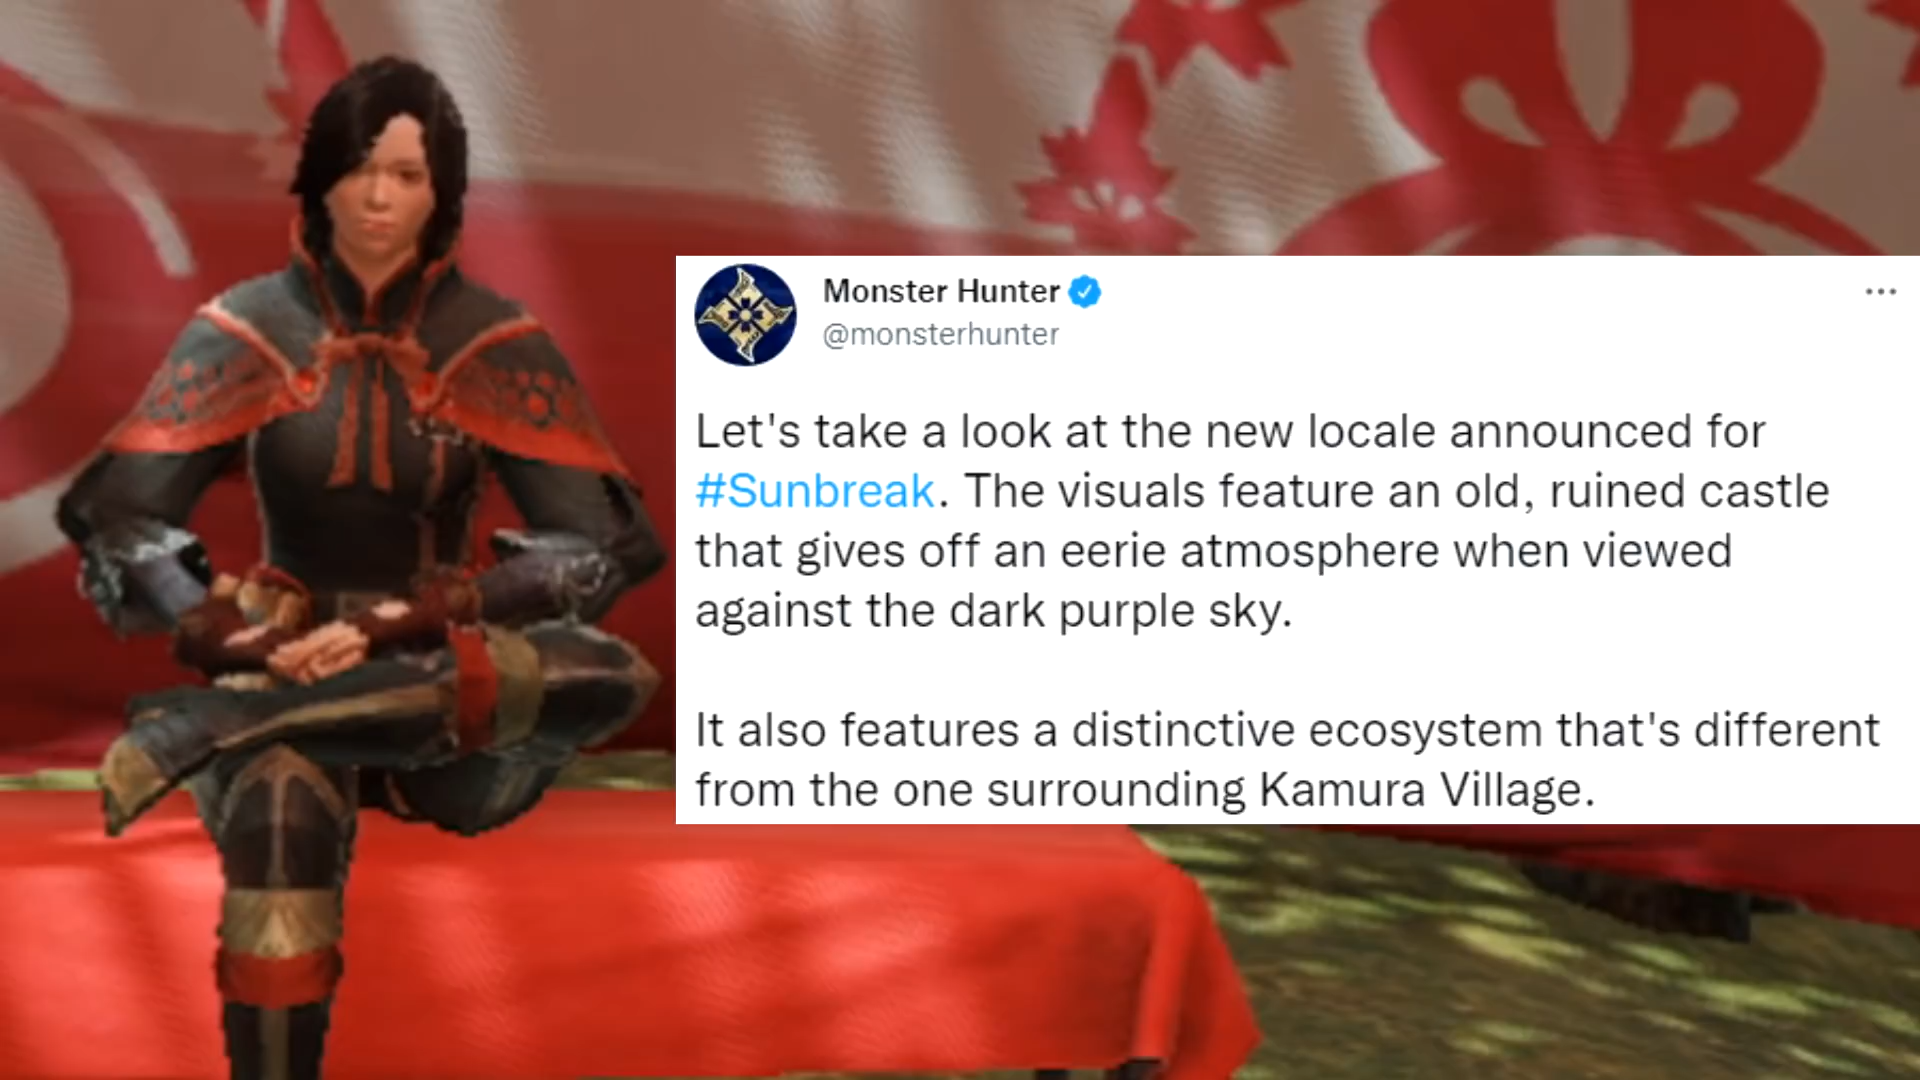 Monster Hunter
@monsterhunter
Let's take a look at the new locale announced for
#Sunbreak. The visuals feature an old, ruined castle
that gives off an eerie atmosphere when viewed
against the dark purple sky.
It also features a distinctive ecosystem that's different
from the one surrounding Kamura Village.